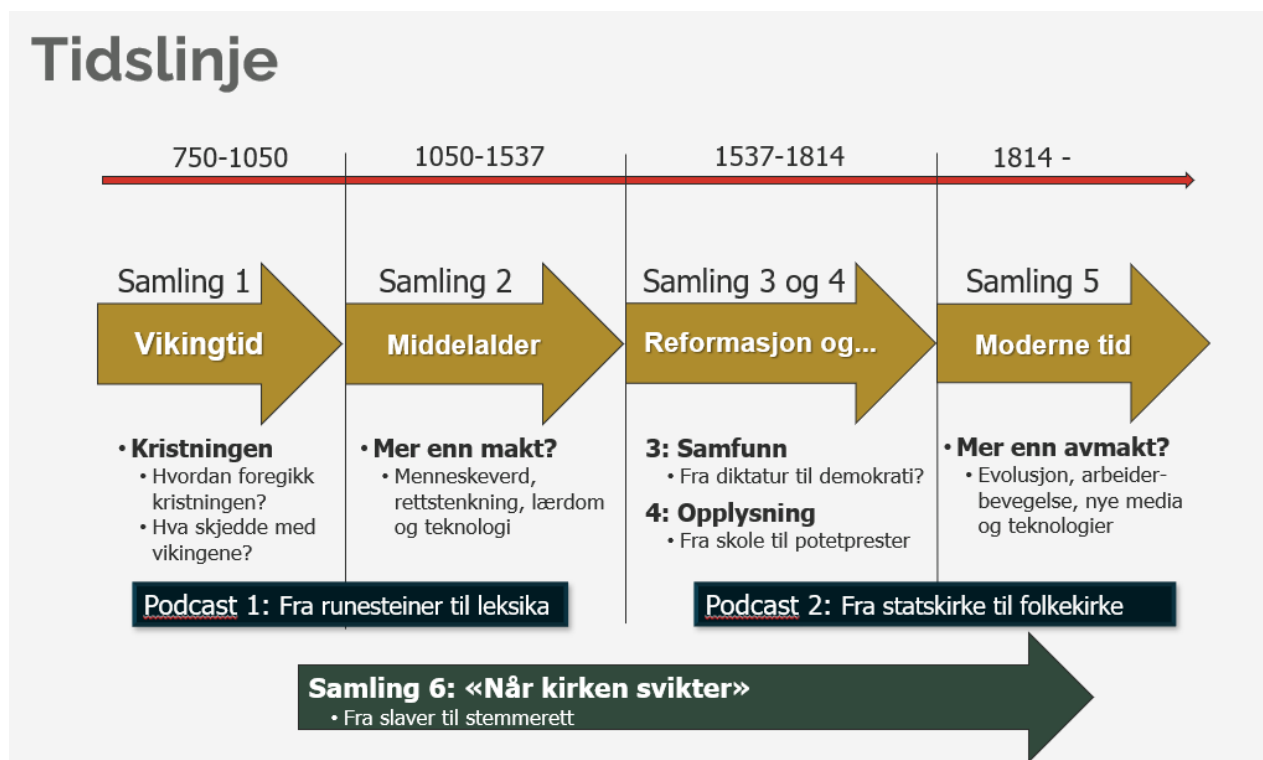 Tidslinje
750-1050
1050-1537
1537-1814
1814 -
Samling 1
Samling 2
Samling 3 og 4
Samling 5
Vikingtid
Middelalder
Reformasjon og...
Moderne tid
• Kristningen
• Hvordan foregikk
kristningen?
• Hva skjedde med
vikingene?
• Mer enn makt?
• Menneskeverd,
rettstenkning, lærdom
og teknologi
3: Samfunn
• Fra diktatur til demokrati?
4: Opplysning
• Fra skole til potetprester
• Mer enn avmakt?
• Evolusjon, arbeider-
bevegelse, nye media
og teknologier
Podcast 1: Fra runesteiner til leksika
Podcast 2: Fra statskirke til folkekirke
Samling 6: «Når kirken svikter»
• Fra slaver til stemmerett